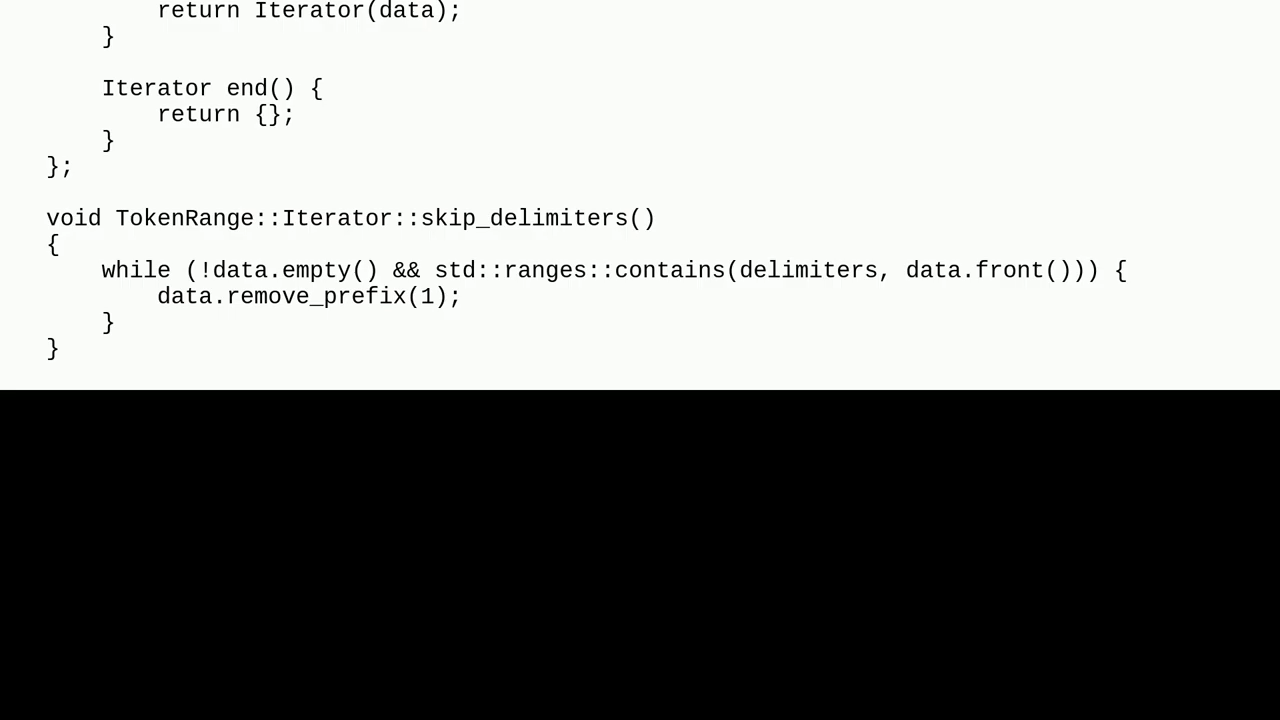 return Iterator(data);
    }

    Iterator end() {
        return {};
    }
};

void TokenRange::Iterator::skip_delimiters()
{
    while (!data.empty() && std::ranges::contains(delimiters, data.front())) {
        data.remove_prefix(1);
    }
}